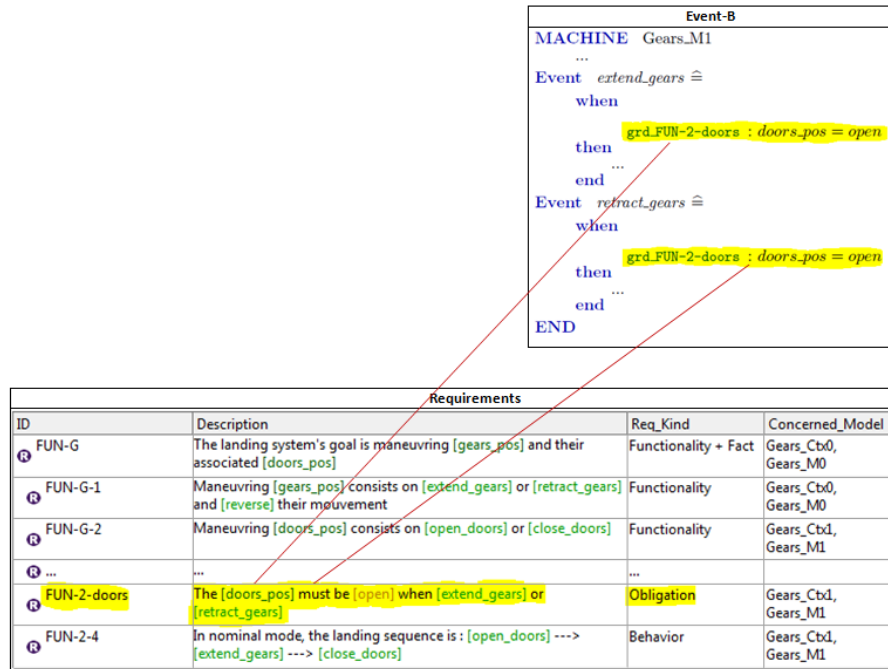 Event-B
MACHINE Gears_M1
...
Event extend_gears ≙
when
grd_FUN-2-doors : doors_pos = open
then
...
end
Event retract_gears ≙
when
grd_FUN-2-doors : doors_pos = open
then
...
end
END
Requirements
ID Description Req_Kind Concerned_Model
FUN-G The landing system's goal is maneuvring [gears_pos] and their Functionality + Fact Gears_Ctx0,
R associated [doors_pos] Gears_M0
FUN-G-1 Maneuvring [gears_pos] consists on [extend_gears] or [retract_gears] Functionality Gears_Ctx0,
R and [reverse] their mouvement Gears_M0
FUN-G-2 Maneuvring [doors_pos] consists on [open_doors] or [close_doors] Functionality Gears_Ctx1,
R Gears_M1
R ... ... ...
FUN-2-doors The [doors_pos] must be [open] when [extend_gears] or Obligation Gears_Ctx1,
R [retract_gears] Gears_M1
FUN-2-4 In nominal mode, the landing sequence is : [open_doors] ---> Behavior Gears_Ctx1,
R [extend_gears] ---> [close_doors] Gears_M1